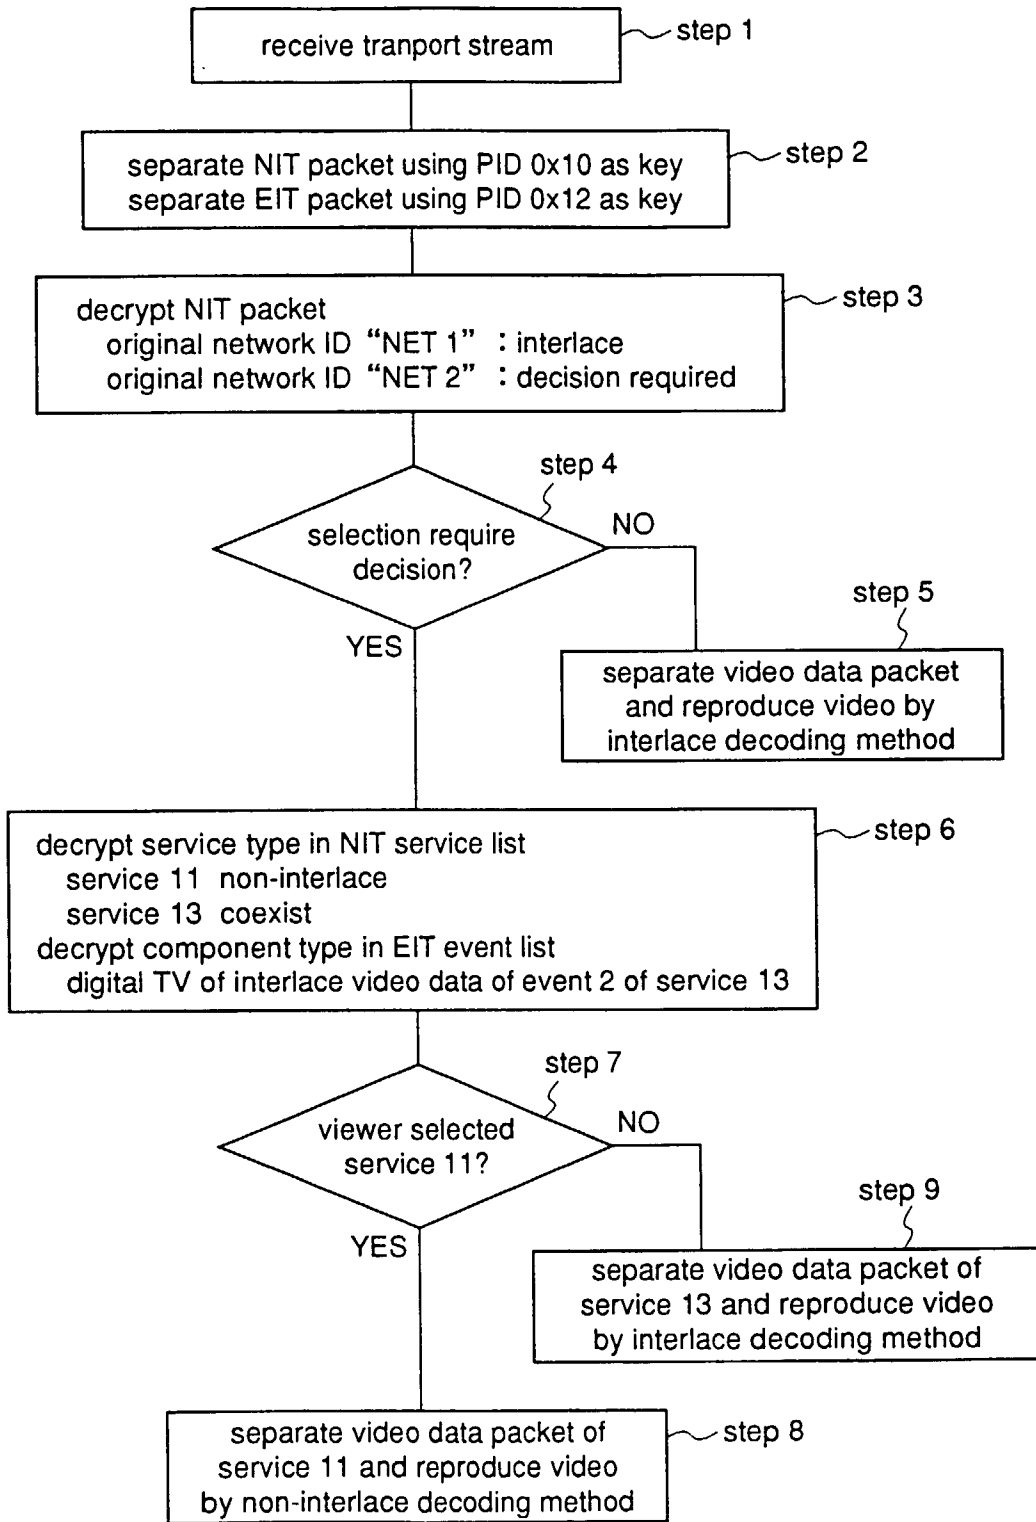 receive tranport stream
step 1
separate NIT packet using PID 0x10 as key
separate EIT packet using PID 0x12 as key
step 2
decrypt NIT packet
original network ID “NET 1” : interlace
original network ID “NET 2” : decision required
step 3
step 4
selection require
decision?
NO
YES
step 5
separate video data packet
and reproduce video by
interlace decoding method
decrypt service type in NIT service list
service 11 non-interlace
service 13 coexist
decrypt component type in EIT event list
digital TV of interlace video data of event 2 of service 13
step 6
step 7
viewer selected
service 11?
NO
YES
step 9
separate video data packet of
service 13 and reproduce video
by interlace decoding method
separate video data packet of
service 11 and reproduce video
by non-interlace decoding method
step 8